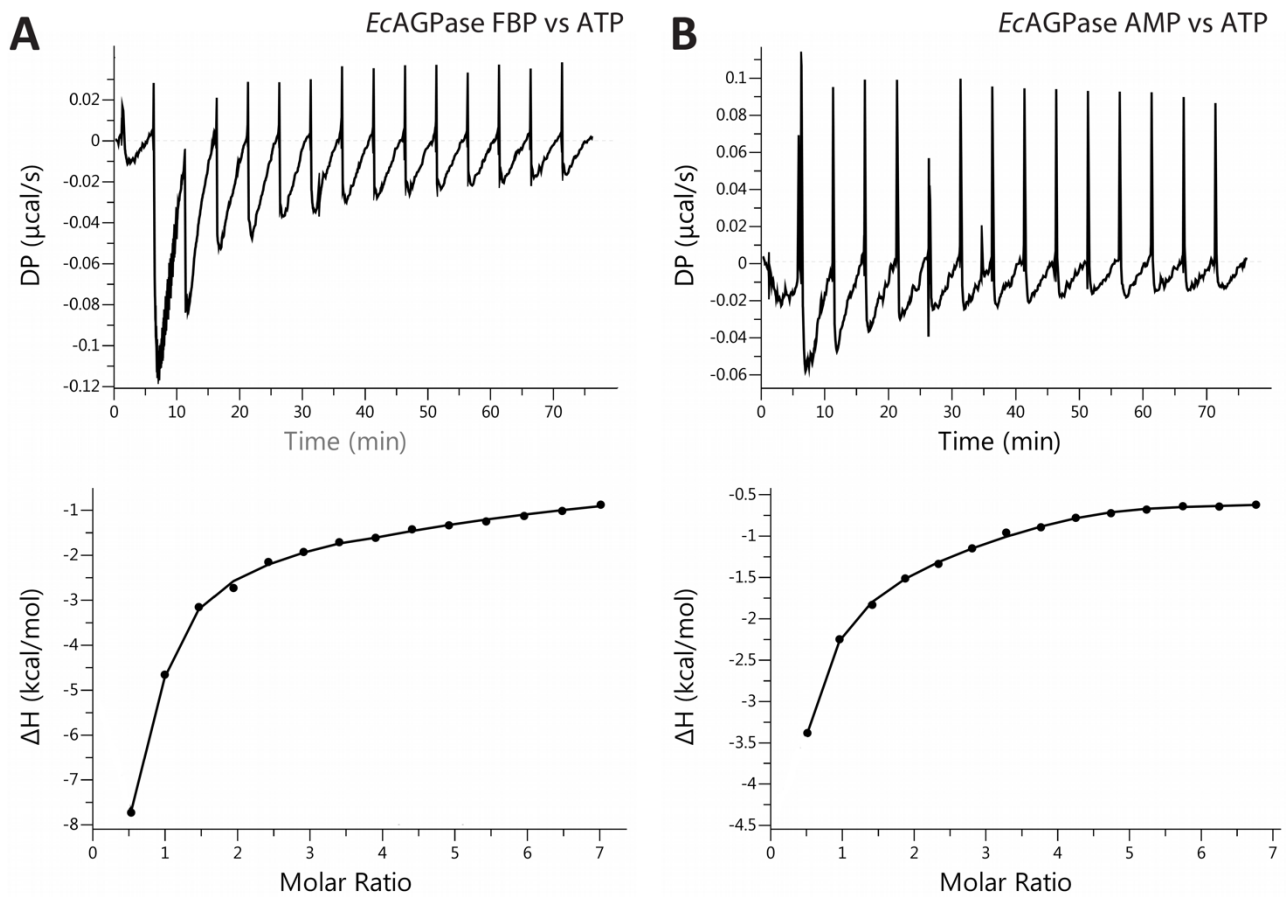 A
EcAGPase FBP vs ATP
DP (μcal/s)
0.02
0
-0.02
-0.04
-0.06
-0.08
-0.1
-0.12
0 10 20 30 40 50 60 70
Time (min)
ΔH (kcal/mol)
-1
-2
-3
-4
-5
-6
-7
-8
0 1 2 3 4 5 6 7
Molar Ratio
B
EcAGPase AMP vs ATP
DP (μcal/s)
0.1
0.08
0.06
0.04
0.02
0
-0.02
-0.04
-0.06
0 10 20 30 40 50 60 70
Time (min)
ΔH (kcal/mol)
-0.5
-1
-1.5
-2
-2.5
-3
-3.5
-4
-4.5
0 1 2 3 4 5 6 7
Molar Ratio